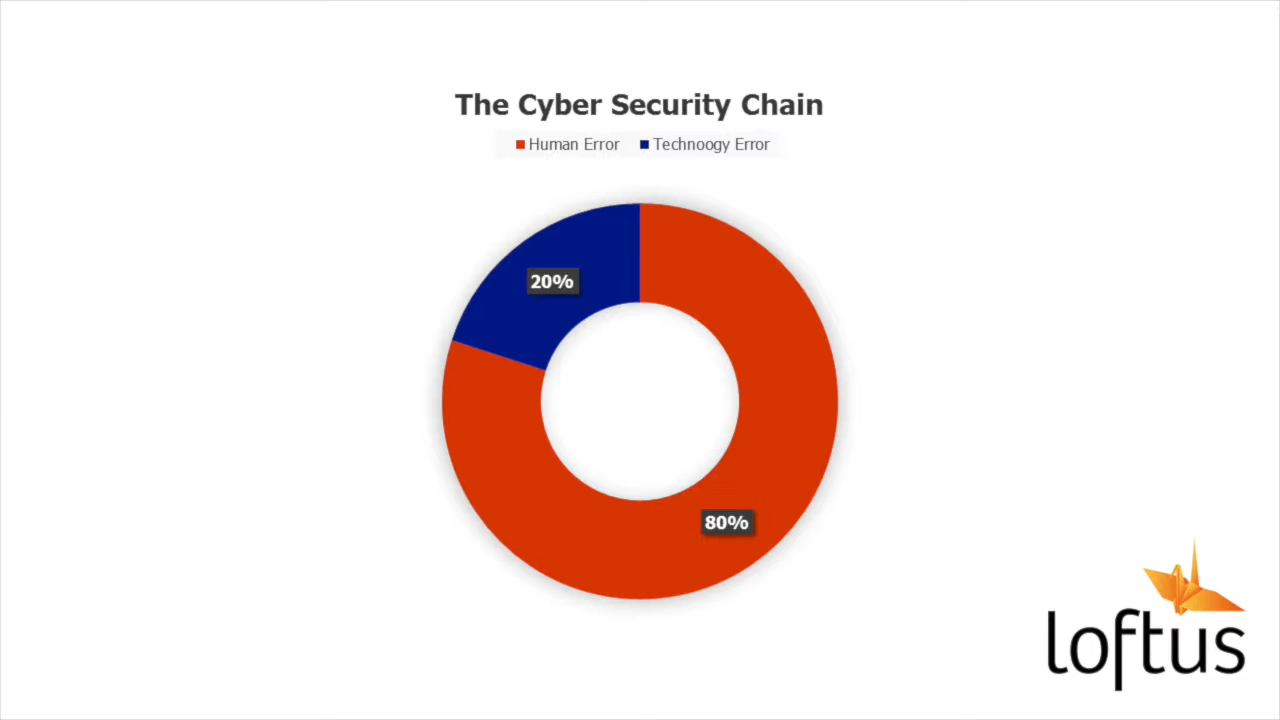 The Cyber Security Chain
Human Error Technoogy Error
20%
80%
loftus